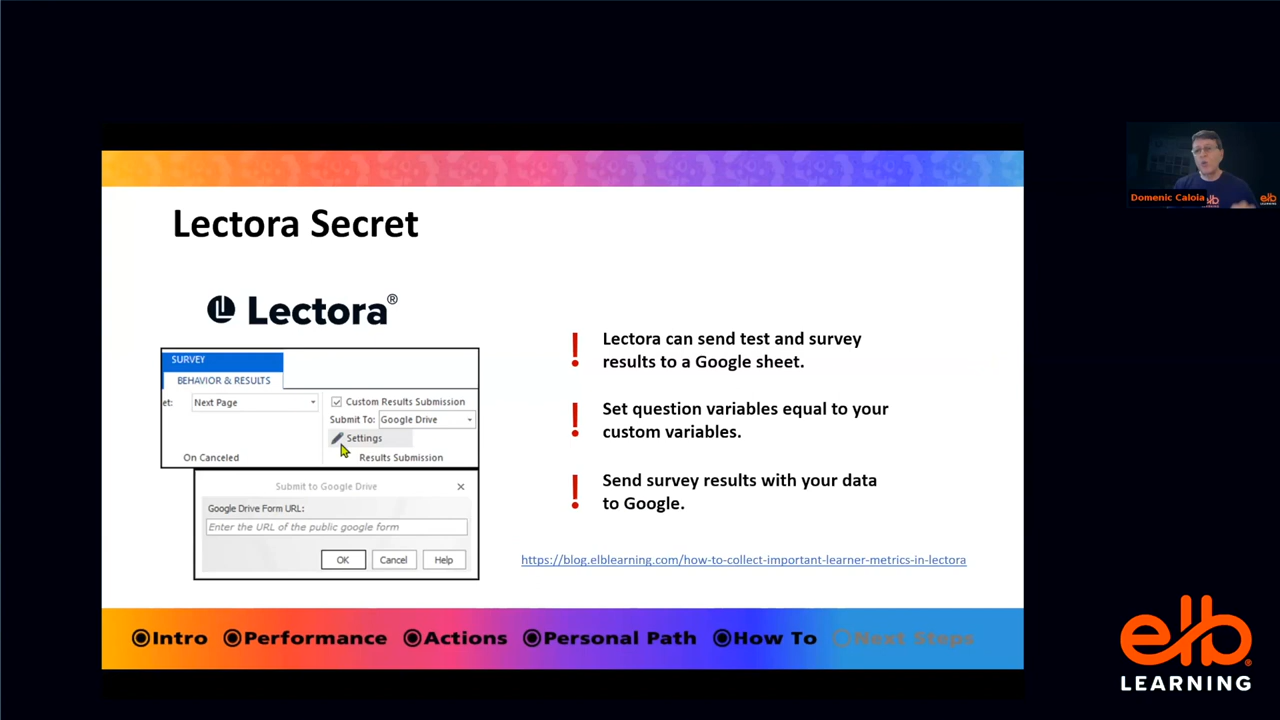 Lectora Secret
Lectora®
SURVEY
BEHAVIOR & RESULTS
et:
Next Page
Custom Results Submission
Submit To:
Google Drive
Settings
On Canceled
Results Submission
Submit to Google Drive
Google Drive Form URL:
Enter the URL of the public google form
OK
Cancel
Help
Lectora can send test and survey
results to a Google sheet.
Set question variables equal to your
custom variables.
Send survey results with your data
to Google.
https://blog.elblearning.com/how-to-collect-important-learner-metrics-in-lectora
Intro Performance Actions Personal Path How To Next Steps
Domenic Caloia
elb
elb
elb®
LEARNING